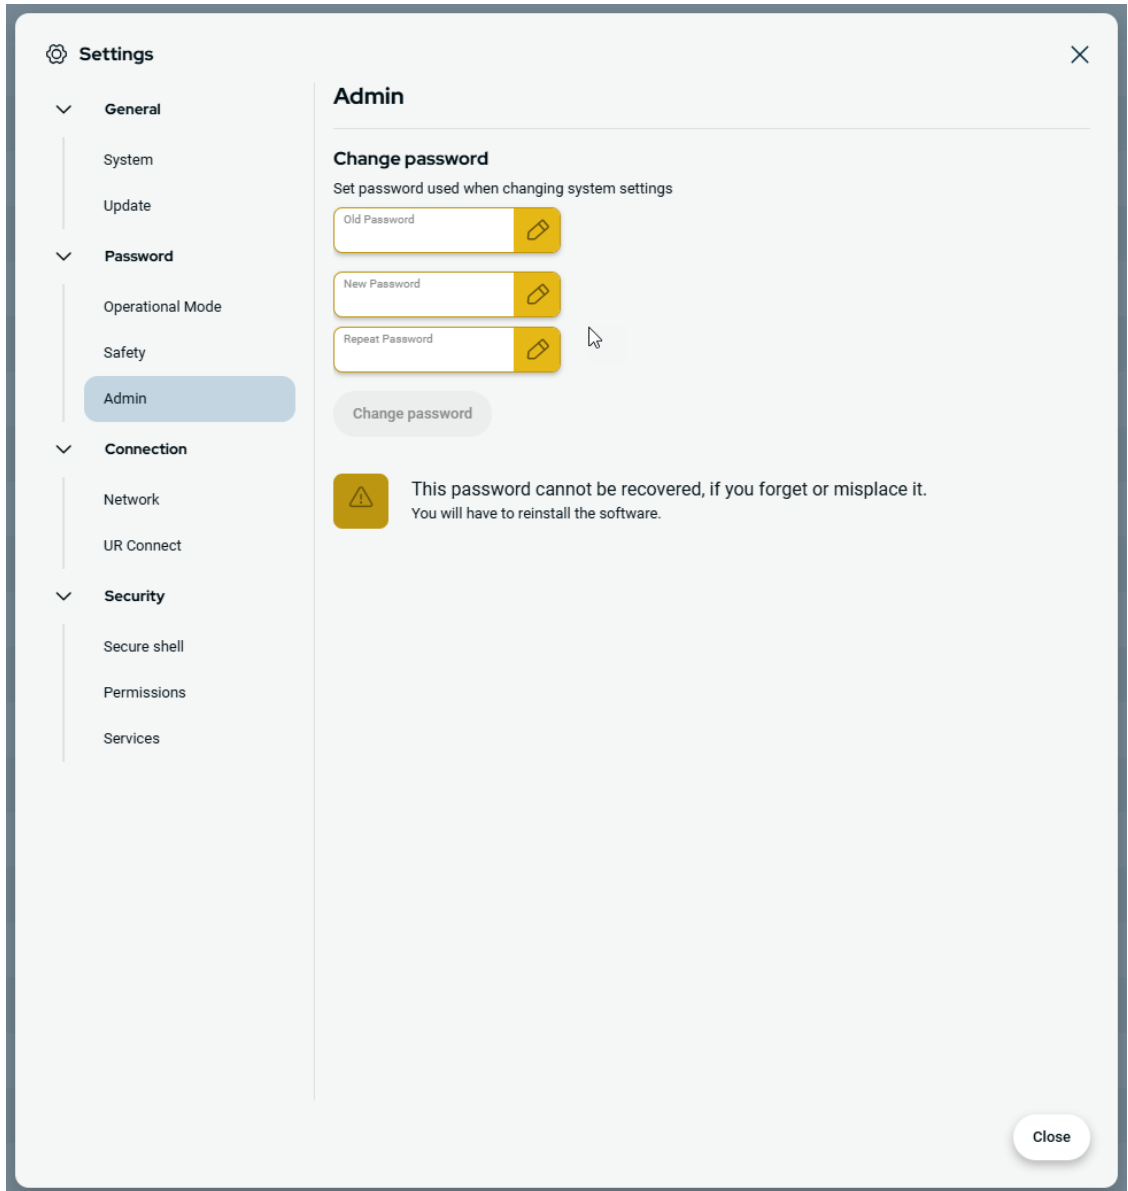 Settings
General
System
Update
Password
Operational Mode
Safety
Admin
Connection
Network
UR Connect
Security
Secure shell
Permissions
Services
Admin
Change password
Set password used when changing system settings
Old Password
New Password
Repeat Password
Change password
This password cannot be recovered, if you forget or misplace it.
You will have to reinstall the software.
Close